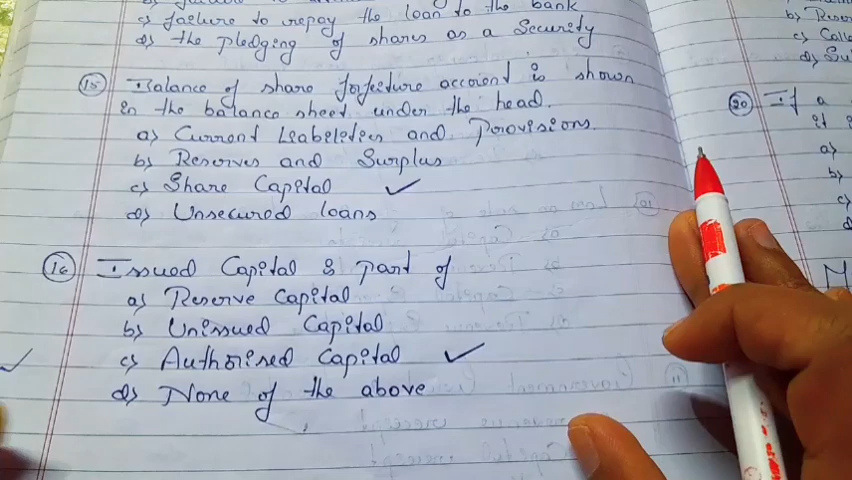 c) failure to repay the loan to the bank
d) the pledging of shares as a Security
15 Balance of share forfeiture account is shown
in the balance sheet under the head.
a) Current Liabilities and Provisions.
b) Reserves and Surplus
c) Share Capital ✓
d) Unsecured loans
16 Issued Capital is part of
a) Reserve Capital
b) Unissued Capital
c) Authorised Capital ✓
d) None of the above
b) Reser
c)
d) Su
20 If a
it i
a)
b)
c)
d